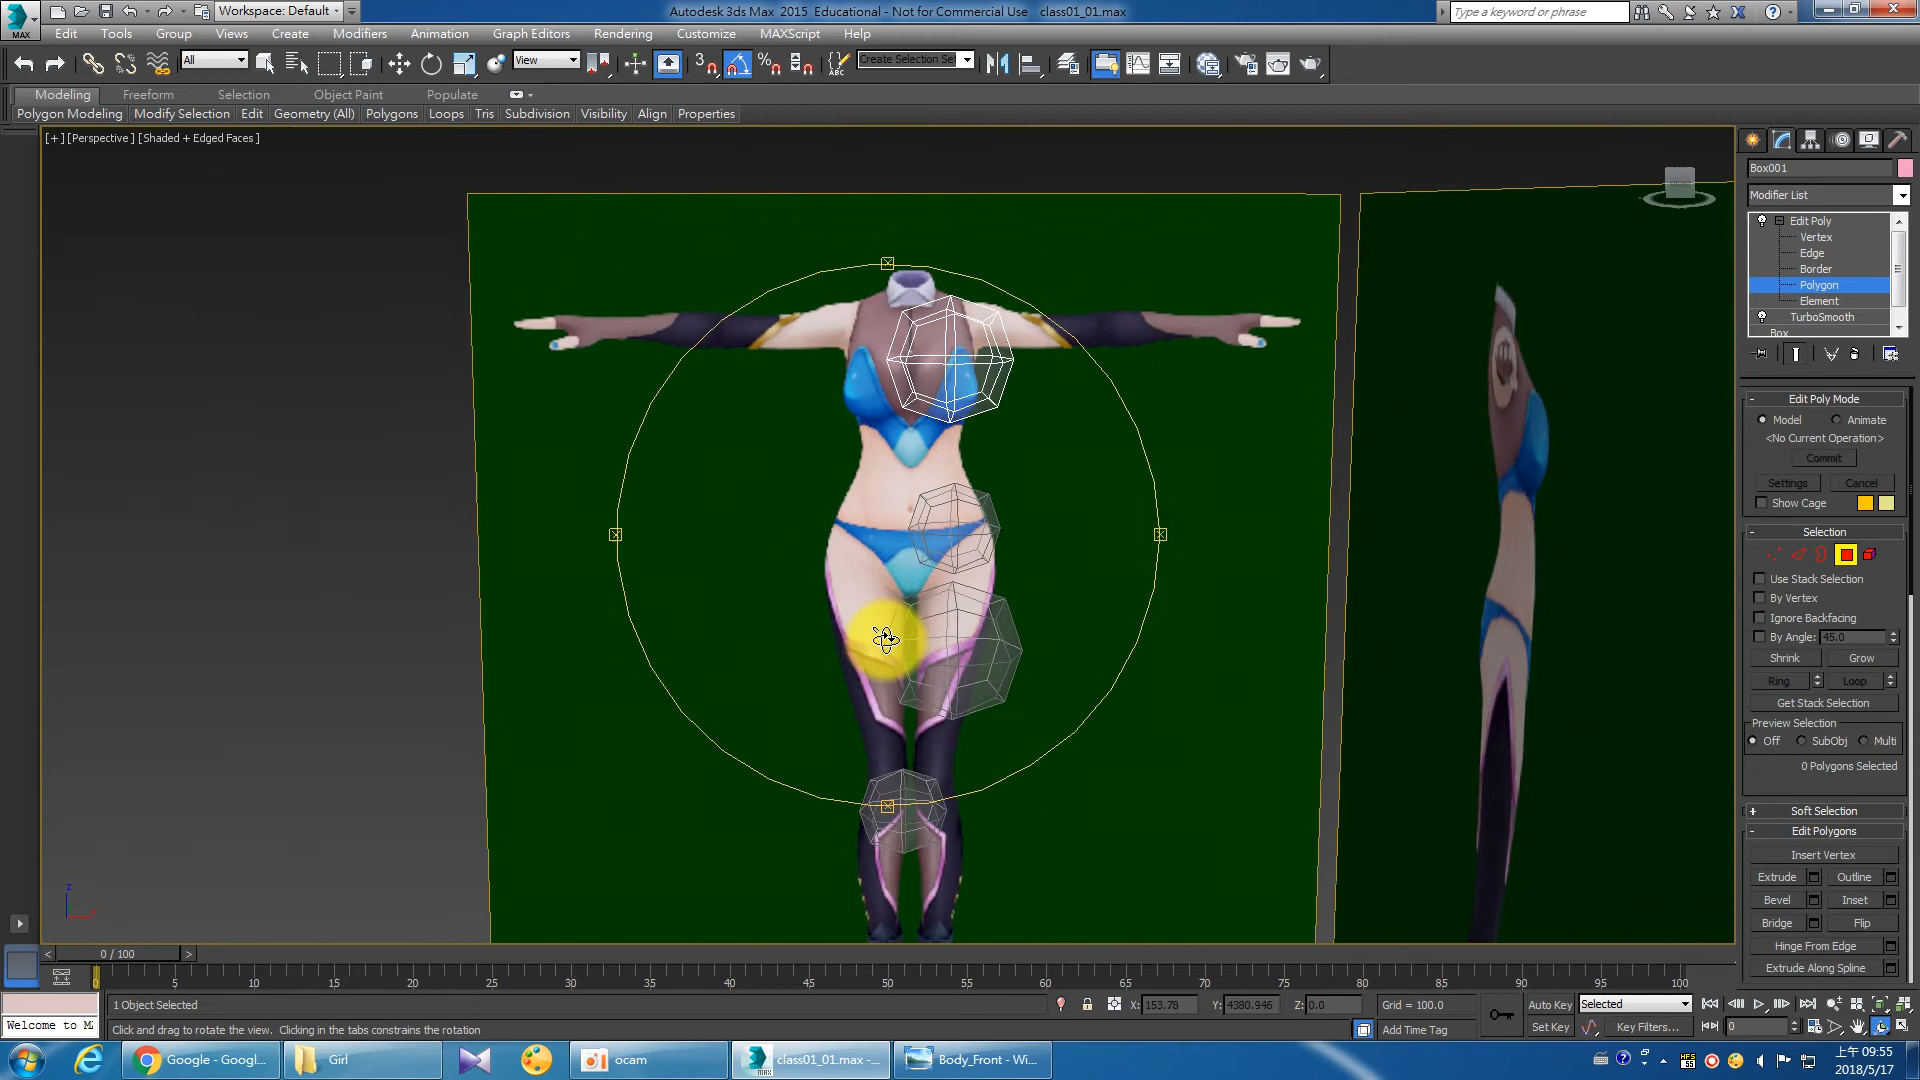 MAX
Workspace: Default
Autodesk 3ds Max 2015 Educational - Not for Commercial Use class01_01.max
Type a keyword or phrase
Edit Tools Group Views Create Modifiers Animation Graph Editors Rendering Customize MAXScript Help
All
View
3
Create Selection Set
Modeling Freeform Selection Object Paint Populate
Polygon Modeling Modify Selection Edit Geometry (All) Polygons Loops Tris Subdivision Visibility Align Properties
[+] [Perspective] [Shaded + Edged Faces]
Box001
Modifier List
Edit Poly
Vertex
Edge
Border
Polygon
Element
TurboSmooth
Box
Edit Poly Mode
Model Animate
<No Current Operation>
Commit
Settings Cancel
Show Cage
Selection
Use Stack Selection
By Vertex
Ignore Backfacing
By Angle: 45.0
Shrink Grow
Ring Loop
Get Stack Selection
Preview Selection
Off SubObj Multi
0 Polygons Selected
Soft Selection
Edit Polygons
Insert Vertex
Extrude Outline
Bevel Inset
Bridge Flip
Hinge From Edge
Extrude Along Spline
z
0 / 100
5 10 15 20 25 30 35 40 45 50 55 60 65 70 75 80 85 90 95 100
1 Object Selected
X: 153.78 Y: 4380.946 Z: 0.0 Grid = 100.0
Auto Key Selected
Welcome to M
Click and drag to rotate the view. Clicking in the tabs constrains the rotation
Add Time Tag
Set Key Key Filters... 0
Google - Googl...
Girl
ocam
class01_01.max -...
Body_Front - Wi...
上午 09:55
2018/5/17